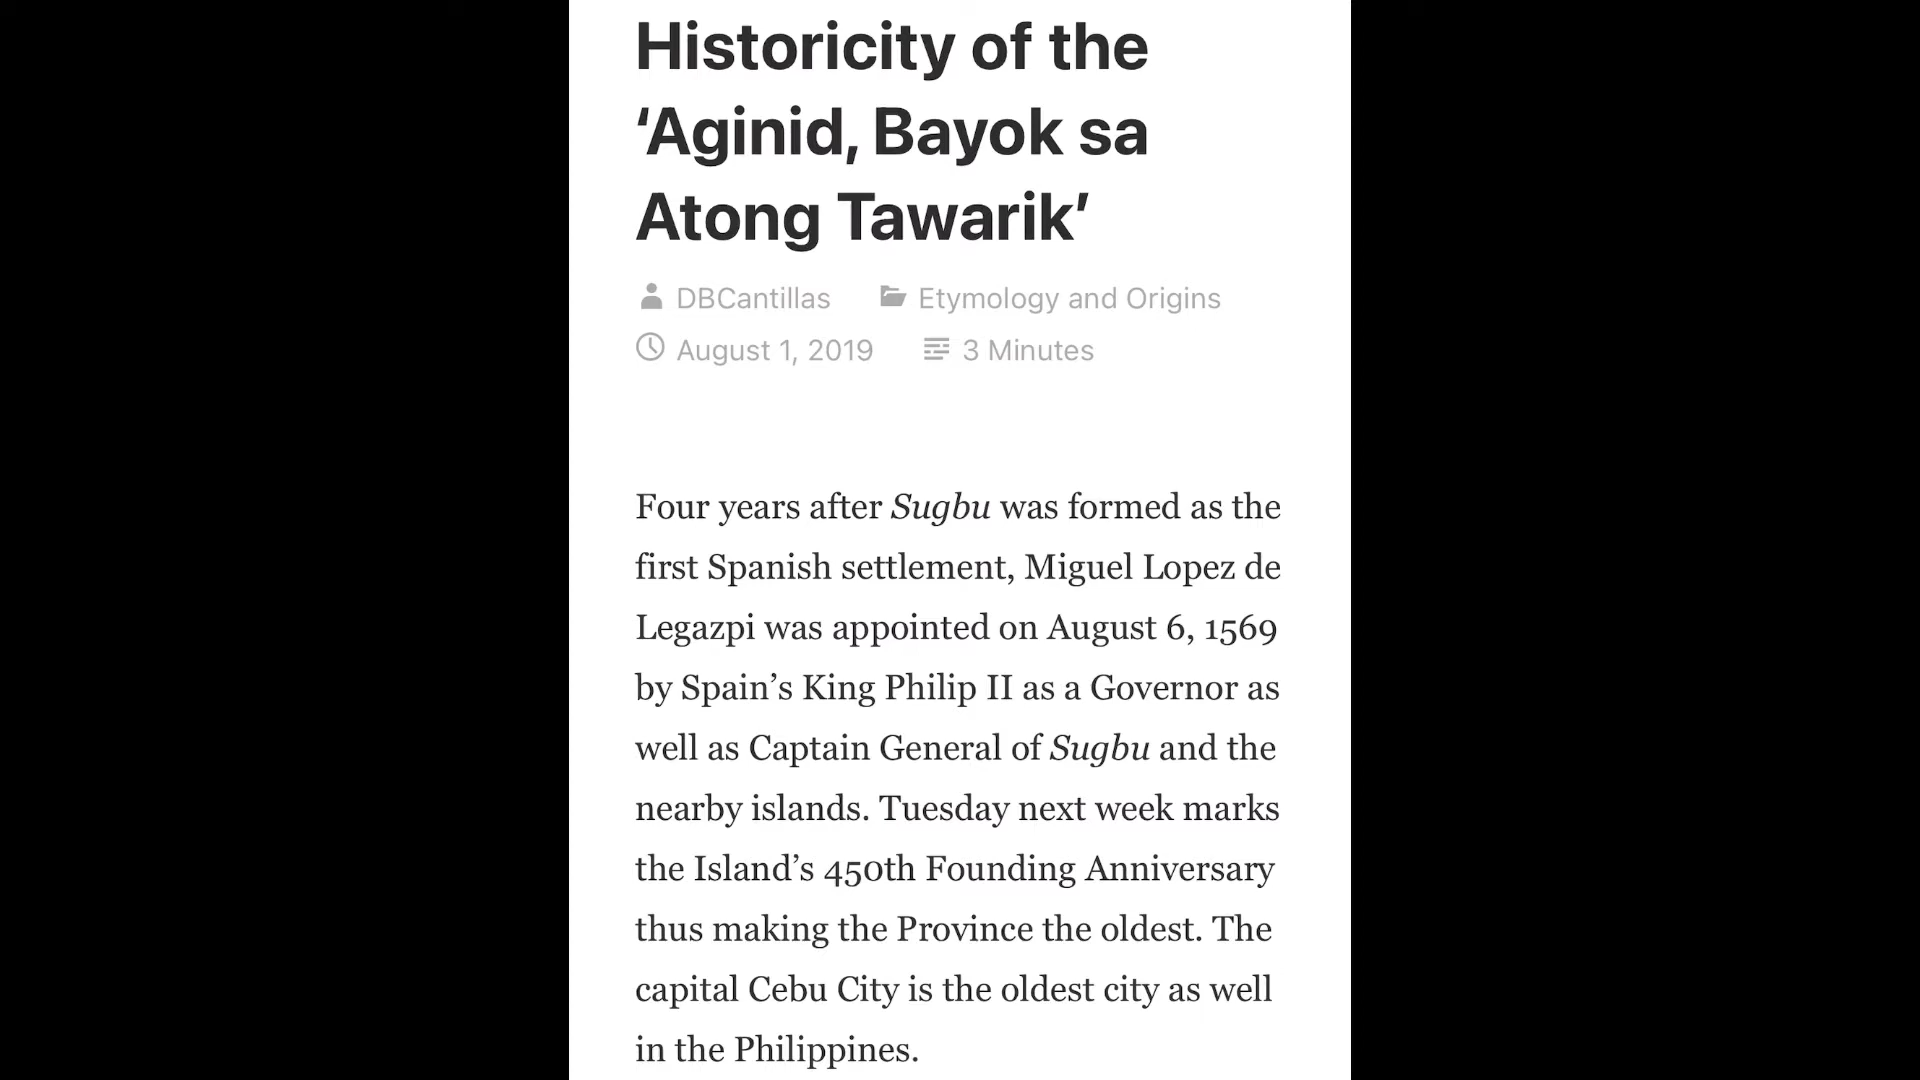 Historicity of the
‘Aginid, Bayok sa
Atong Tawarik’
DBCantillas Etymology and Origins
August 1, 2019 3 Minutes
Four years after Sugbu was formed as the
first Spanish settlement, Miguel Lopez de
Legazpi was appointed on August 6, 1569
by Spain’s King Philip II as a Governor as
well as Captain General of Sugbu and the
nearby islands. Tuesday next week marks
the Island’s 450th Founding Anniversary
thus making the Province the oldest. The
capital Cebu City is the oldest city as well
in the Philippines.